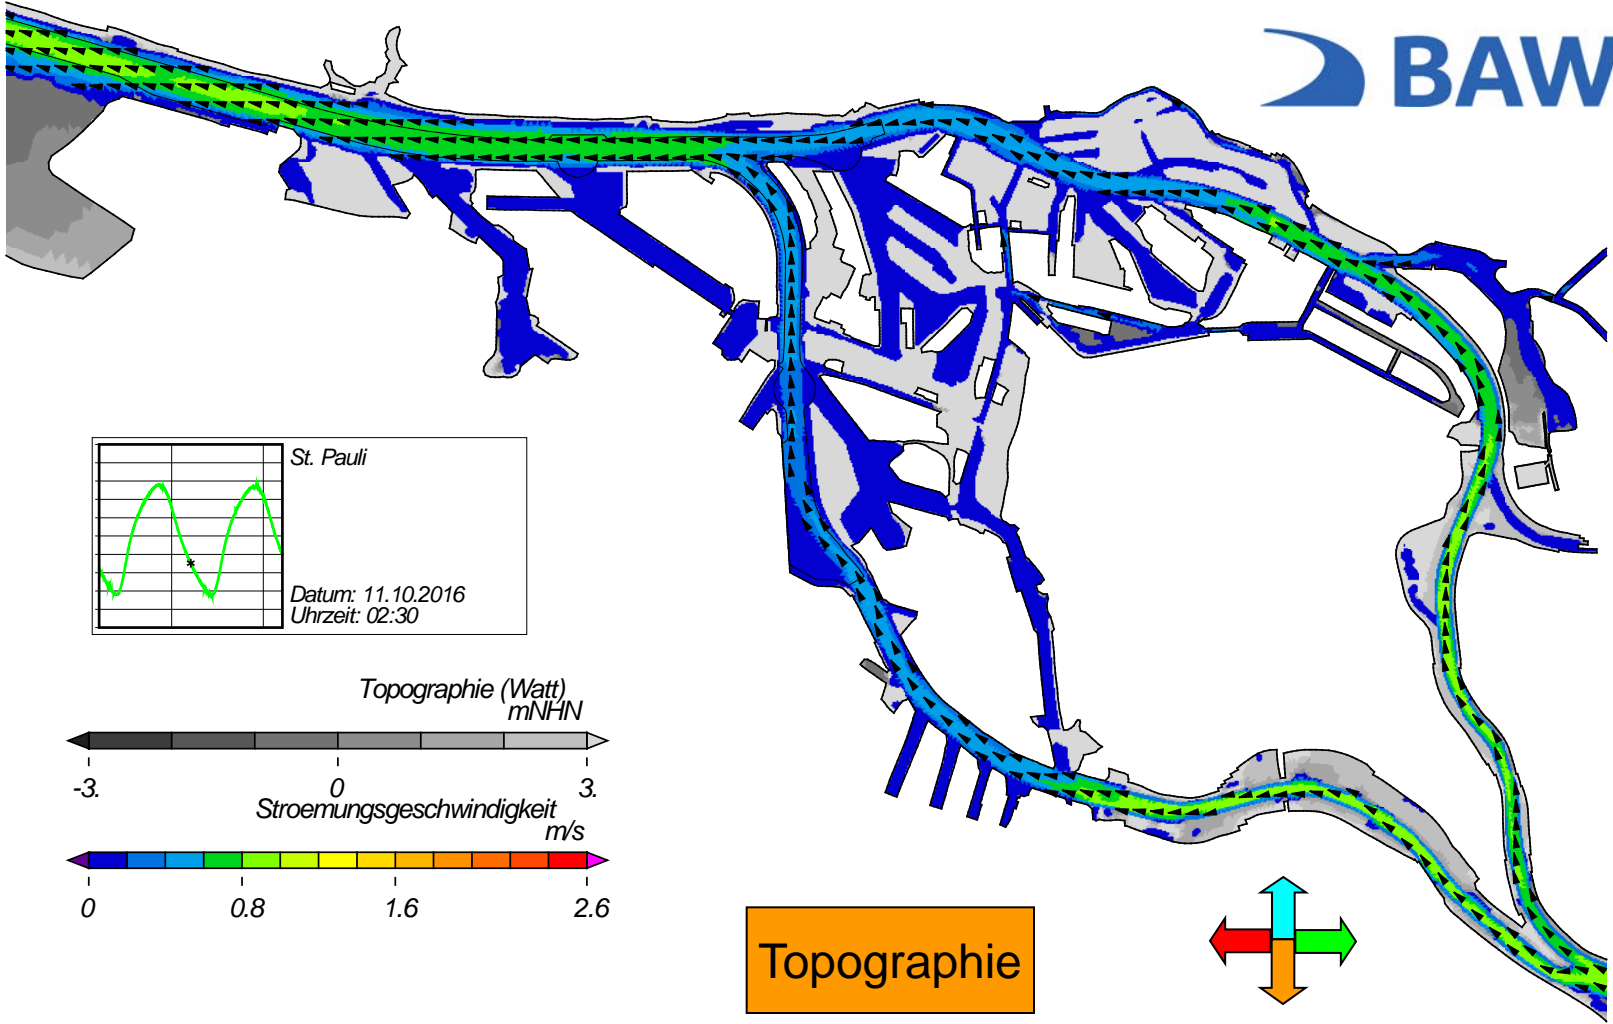 BAW
St. Pauli
Datum: 11.10.2016
Uhrzeit: 02:30
Topographie (Watt)
mNHN
-3. 0 3.
Stroemungsgeschwindigkeit
m/s
0 0.8 1.6 2.6
Topographie